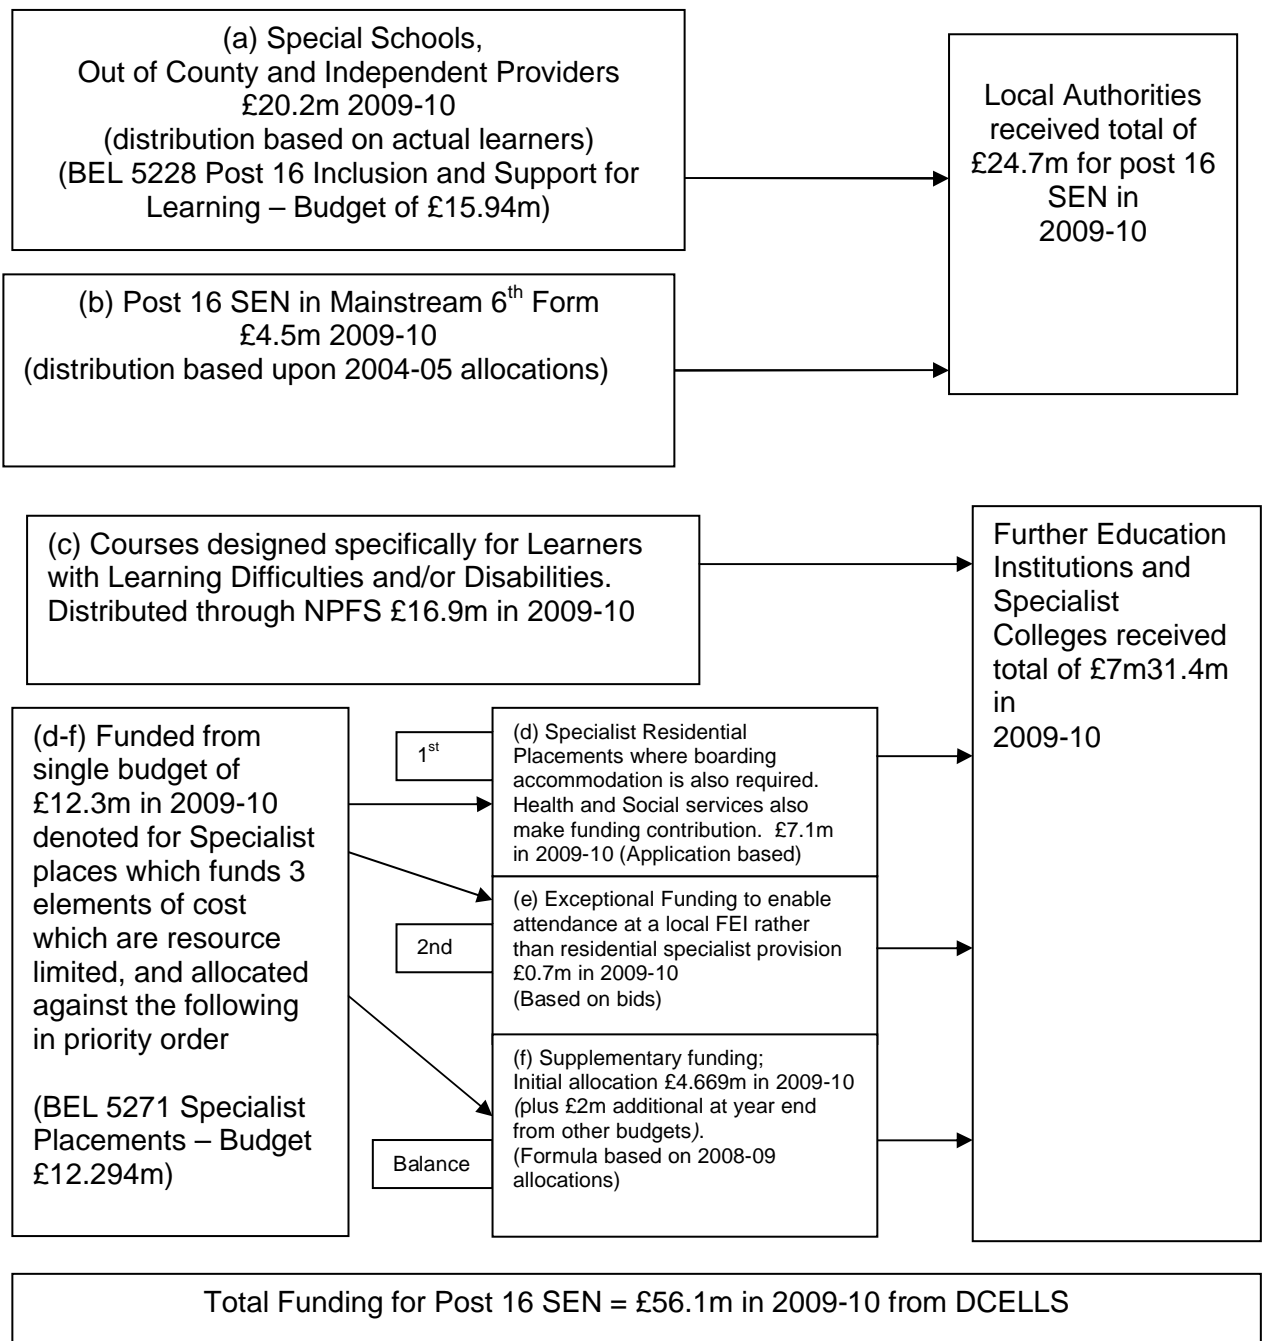 (a) Special Schools,
Out of County and Independent Providers
£20.2m 2009-10
(distribution based on actual learners)
(BEL 5228 Post 16 Inclusion and Support for
Learning – Budget of £15.94m)
Local Authorities
received total of
£24.7m for post 16
SEN in
2009-10
(b) Post 16 SEN in Mainstream 6th Form
£4.5m 2009-10
(distribution based upon 2004-05 allocations)
(c) Courses designed specifically for Learners
with Learning Difficulties and/or Disabilities.
Distributed through NPFS £16.9m in 2009-10
Further Education
Institutions and
Specialist
Colleges received
total of £7m31.4m
in
2009-10
(d-f) Funded from
single budget of
£12.3m in 2009-10
denoted for Specialist
places which funds 3
elements of cost
which are resource
limited, and allocated
against the following
in priority order
(BEL 5271 Specialist
Placements – Budget
£12.294m)
1st
(d) Specialist Residential
Placements where boarding
accommodation is also required.
Health and Social services also
make funding contribution.  £7.1m
in 2009-10 (Application based)
2nd
(e) Exceptional Funding to enable
attendance at a local FEI rather
than residential specialist provision
£0.7m in 2009-10
(Based on bids)
Balance
(f) Supplementary funding;
Initial allocation £4.669m in 2009-10
(plus £2m additional at year end
from other budgets).
(Formula based on 2008-09
allocations)
Total Funding for Post 16 SEN = £56.1m in 2009-10 from DCELLS